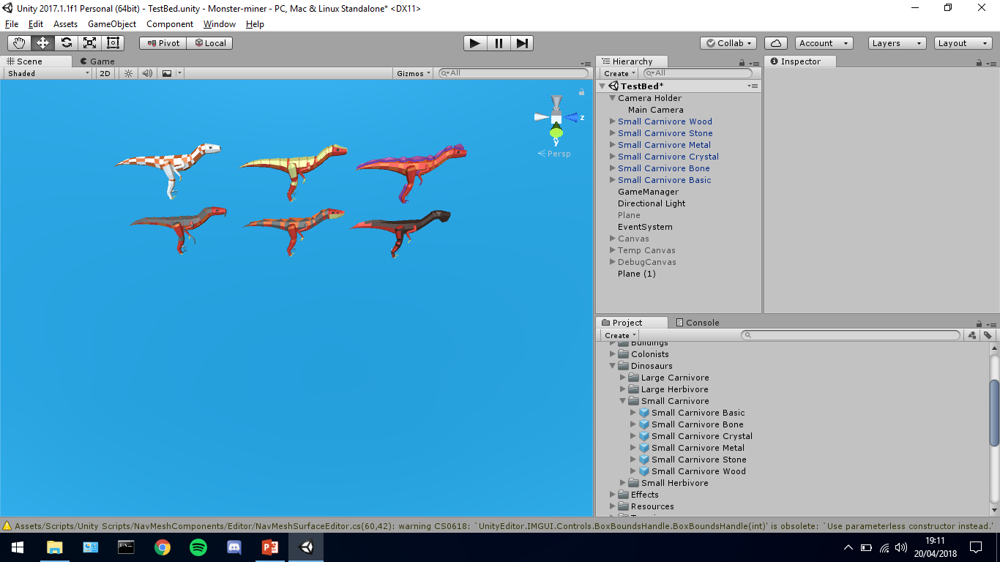 Unity 2017.1.1f1 Personal (64bit) - TestBed.unity - Monster-miner - PC, Mac & Linux Standalone* <DX11>
File Edit Assets GameObject Component Window Help
Pivot Local Collab Account Layers Layout
Scene Game
Shaded 2D Gizmos All
z
y
Persp
Hierarchy
Create All
TestBed*
Camera Holder
Main Camera
Small Carnivore Wood
Small Carnivore Stone
Small Carnivore Metal
Small Carnivore Crystal
Small Carnivore Bone
Small Carnivore Basic
GameManager
Directional Light
Plane
EventSystem
Canvas
Temp Canvas
DebugCanvas
Plane (1)
Inspector
Project Console
Create
Buildings
Colonists
Dinosaurs
Large Carnivore
Large Herbivore
Small Carnivore
Small Carnivore Basic
Small Carnivore Bone
Small Carnivore Crystal
Small Carnivore Metal
Small Carnivore Stone
Small Carnivore Wood
Small Herbivore
Effects
Resources
Assets/Scripts/Unity Scripts/NavMeshComponents/Editor/NavMeshSurfaceEditor.cs(60,42): warning CS0618: `UnityEditor.IMGUI.Controls.BoxBoundsHandle.BoxBoundsHandle(int)' is obsolete: `Use parameterless constructor instead.'
19:11
20/04/2018